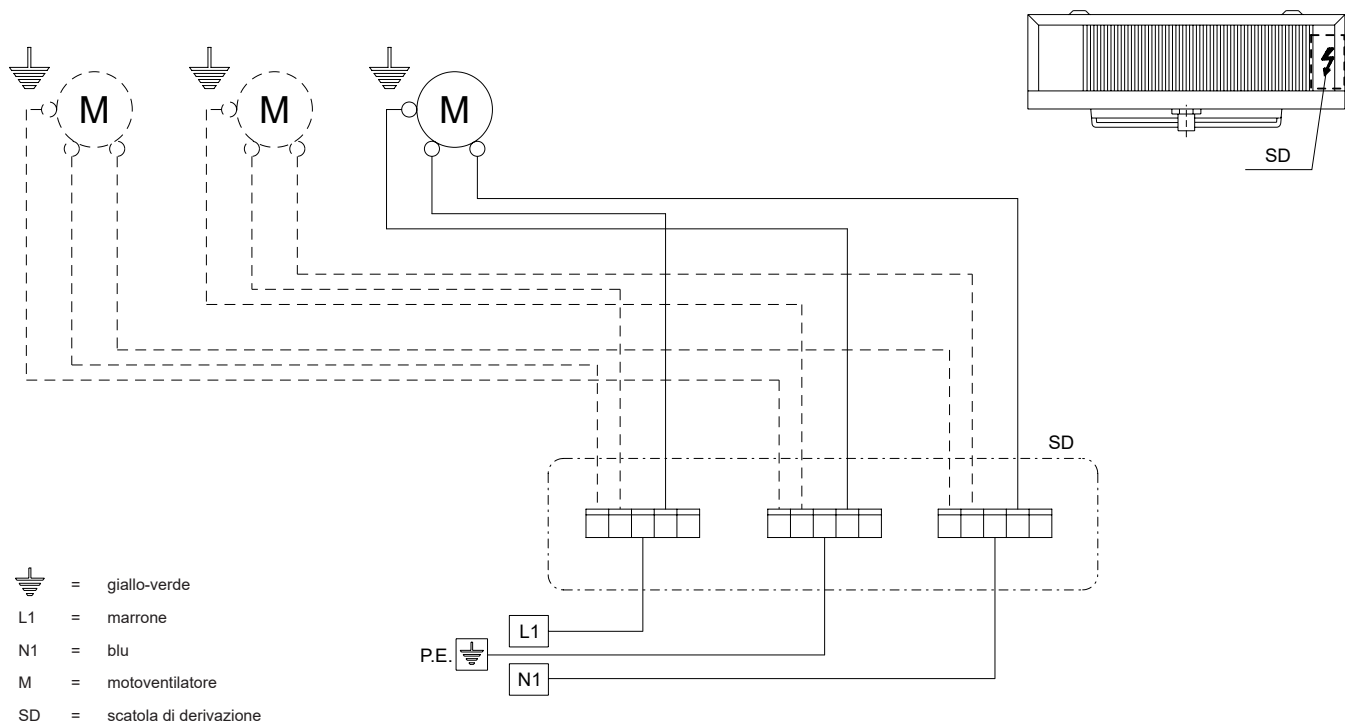 M M M
SD
SD
L1
P.E.
N1
= giallo-verde
L1 = marrone
N1 = blu
M = motoventilatore
SD = scatola di derivazione